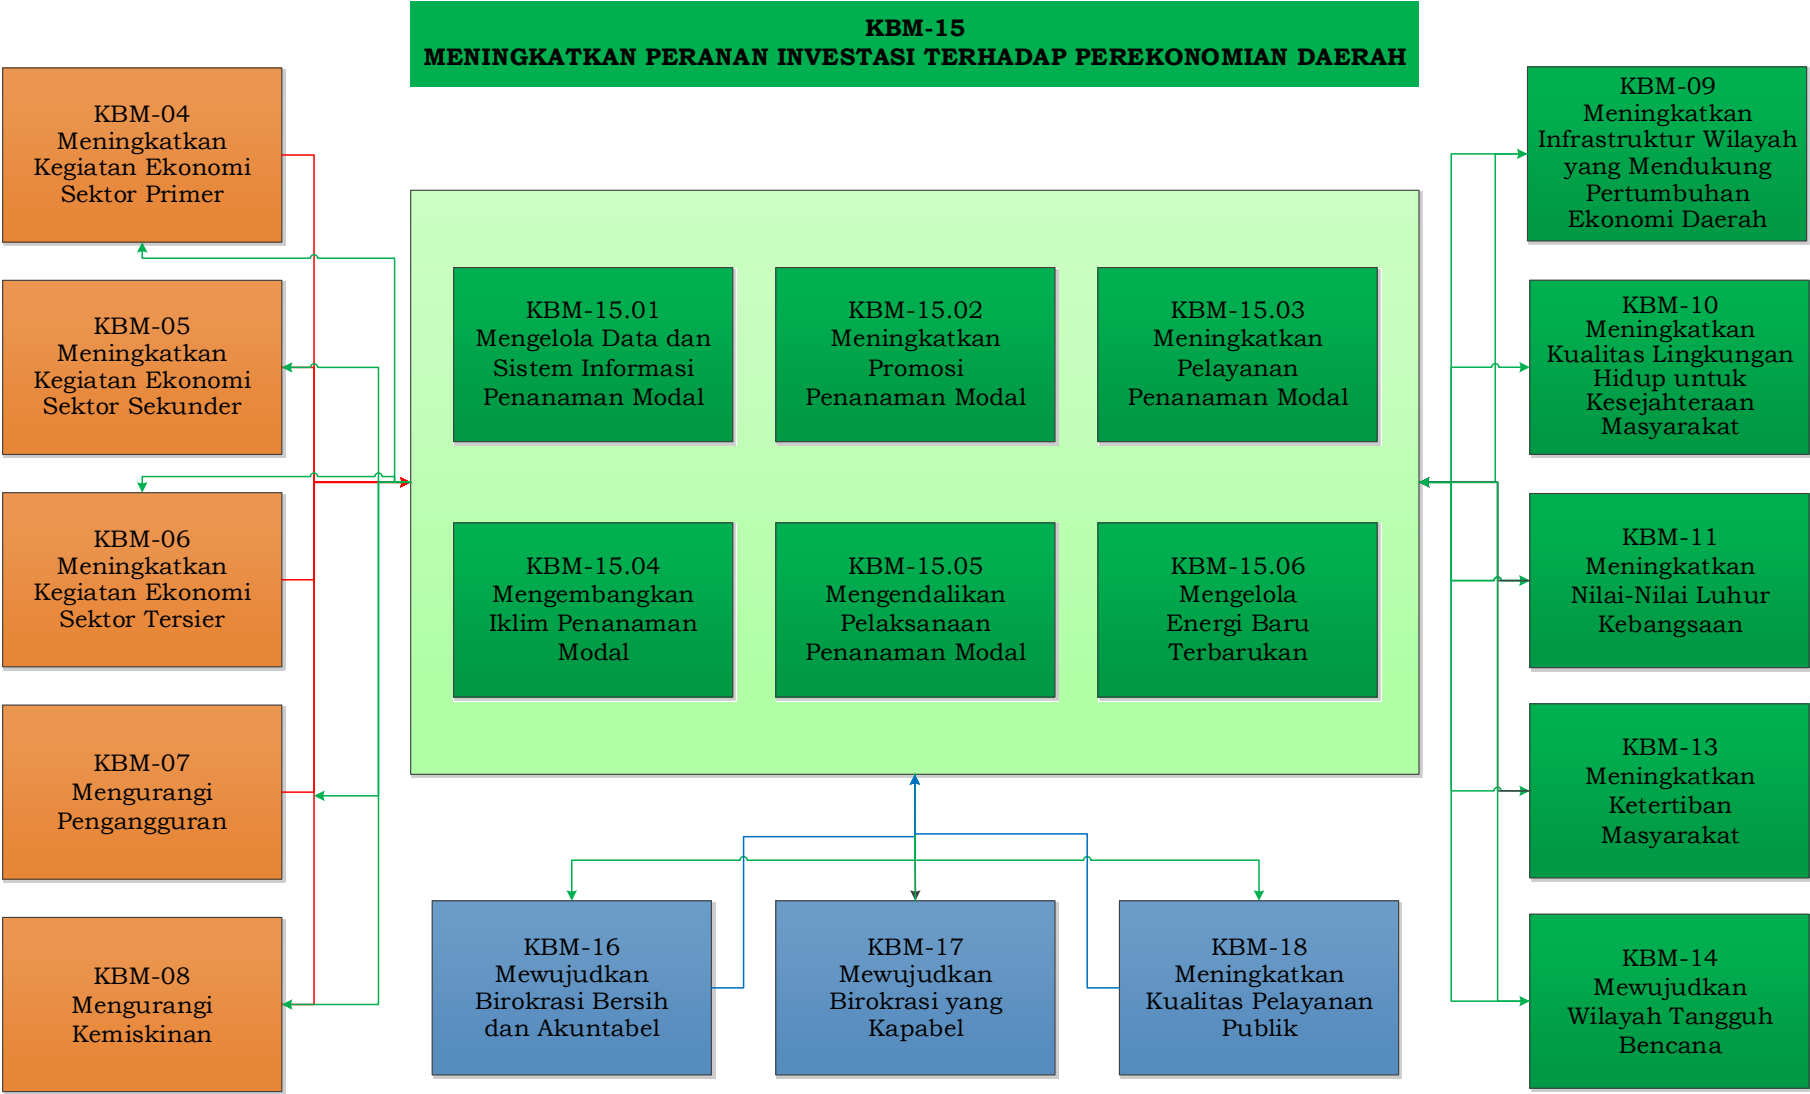 KBM-15
MENINGKATKAN PERANAN INVESTASI TERHADAP PEREKONOMIAN DAERAH
KBM-04
Meningkatkan
Kegiatan Ekonomi
Sektor Primer
KBM-05
Meningkatkan
Kegiatan Ekonomi
Sektor Sekunder
KBM-06
Meningkatkan
Kegiatan Ekonomi
Sektor Tersier
KBM-07
Mengurangi
Pengangguran
KBM-08
Mengurangi
Kemiskinan
KBM-15.01
Mengelola Data dan
Sistem Informasi
Penanaman Modal
KBM-15.02
Meningkatkan
Promosi
Penanaman Modal
KBM-15.03
Meningkatkan
Pelayanan
Penanaman Modal
KBM-15.04
Mengembangkan
Iklim Penanaman
Modal
KBM-15.05
Mengendalikan
Pelaksanaan
Penanaman Modal
KBM-15.06
Mengelola
Energi Baru
Terbarukan
KBM-16
Mewujudkan
Birokrasi Bersih
dan Akuntabel
KBM-17
Mewujudkan
Birokrasi yang
Kapabel
KBM-18
Meningkatkan
Kualitas Pelayanan
Publik
KBM-09
Meningkatkan
Infrastruktur Wilayah
yang Mendukung
Pertumbuhan
Ekonomi Daerah
KBM-10
Meningkatkan
Kualitas Lingkungan
Hidup untuk
Kesejahteraan
Masyarakat
KBM-11
Meningkatkan
Nilai-Nilai Luhur
Kebangsaan
KBM-13
Meningkatkan
Ketertiban
Masyarakat
KBM-14
Mewujudkan
Wilayah Tangguh
Bencana